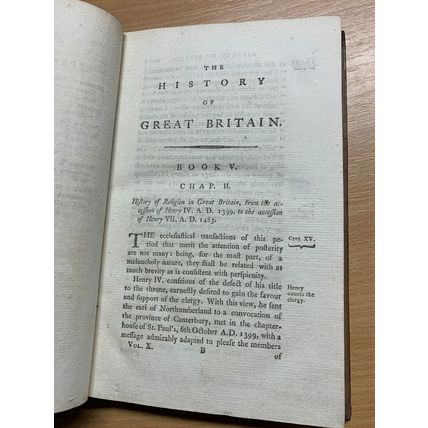 THE
HISTORY
OF
GREAT BRITAIN.
BOOK V.
CHAP. II.
History of Religion in Great Britain, from the ac-
cession of Henry IV. A. D. 1399, to the accession
of Henry VII. A. D. 1485.
THE ecclesiastical transactions of this pe-
riod that merit the attention of posterity
are not many: being, for the most part, of a
melancholy nature, they shall be related with as
much brevity as is consistent with perspicuity.
Cent. XV.
Henry IV. conscious of the defect of his title
to the throne, earnestly desired to gain the favour
and support of the clergy. With this view, he sent
the earl of Northumberland to a convocation of
the province of Canterbury, met in the chapter-
house of St. Paul's, 6th October A.D. 1399, with a
message admirably adapted to please the members
Henry
courts the
clergy.
VOL. X. B of